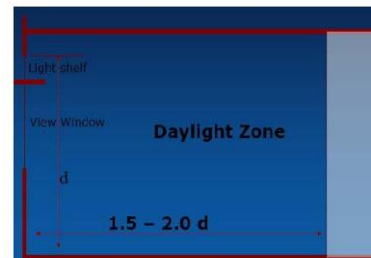 Light shelf
View Window
Daylight Zone
d
1.5 – 2.0 d